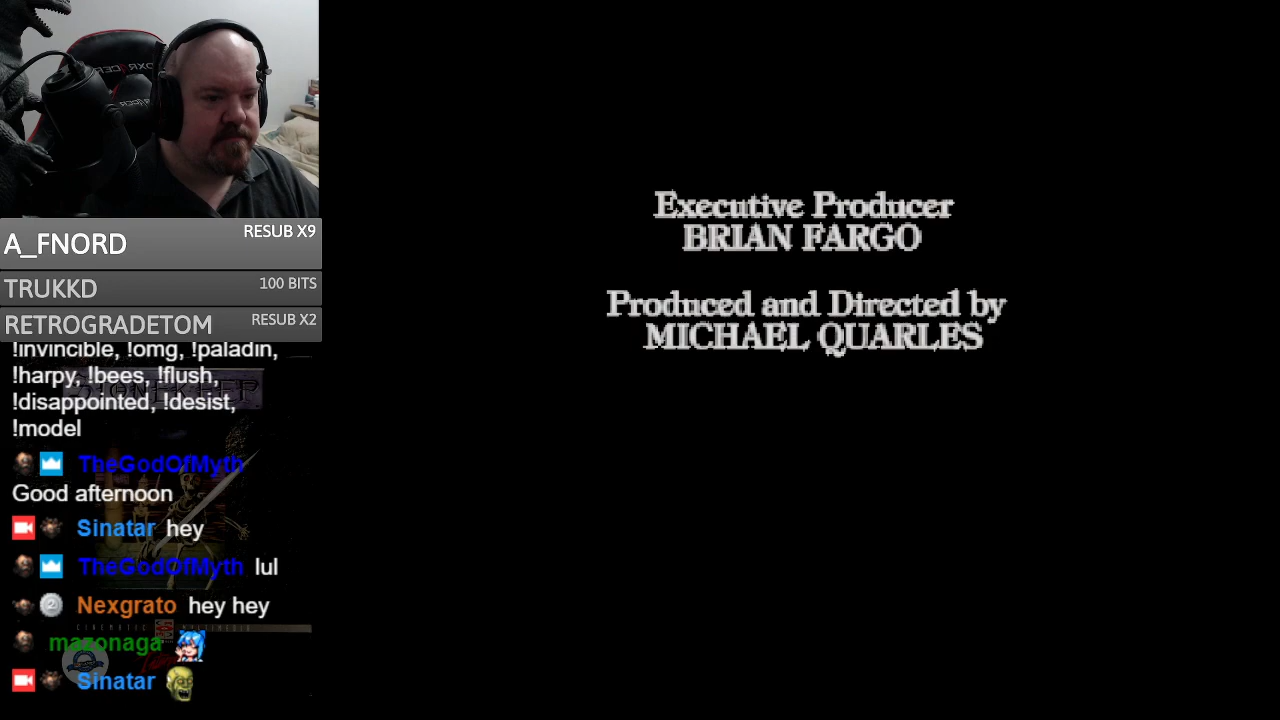 A_FNORD
RESUB X9
TRUKKD
100 BITS
RETROGRADETOM
RESUB X2
!invincible, !omg, !paladin,
!harpy, !bees, !flush,
!disappointed, !desist,
!model
TheGodOfMyth
Good afternoon
Sinatar hey
TheGodOfMyth lul
2 Nexgrato hey hey
mazonaga
Sinatar
STONEKEEP
Executive Producer
BRIAN FARGO
Produced and Directed by
MICHAEL QUARLES